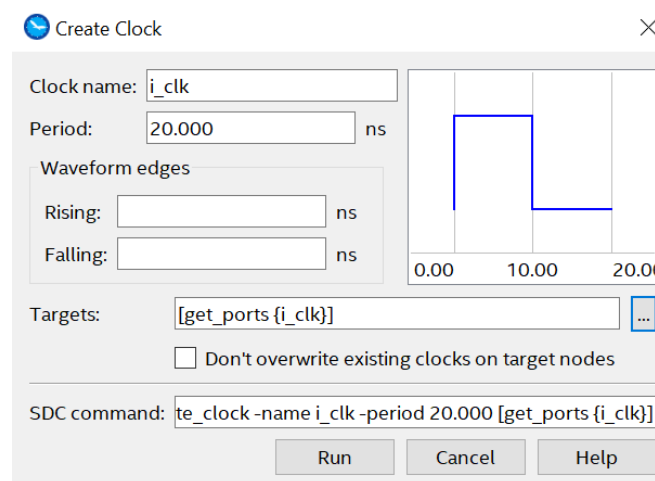 Create Clock
Clock name: i_clk
Period: 20.000 ns
Waveform edges
Rising: ns
Falling: ns
0.00 10.00 20.0
Targets: [get_ports {i_clk}] ...
Don't overwrite existing clocks on target nodes
SDC command: te_clock -name i_clk -period 20.000 [get_ports {i_clk}]
Run Cancel Help